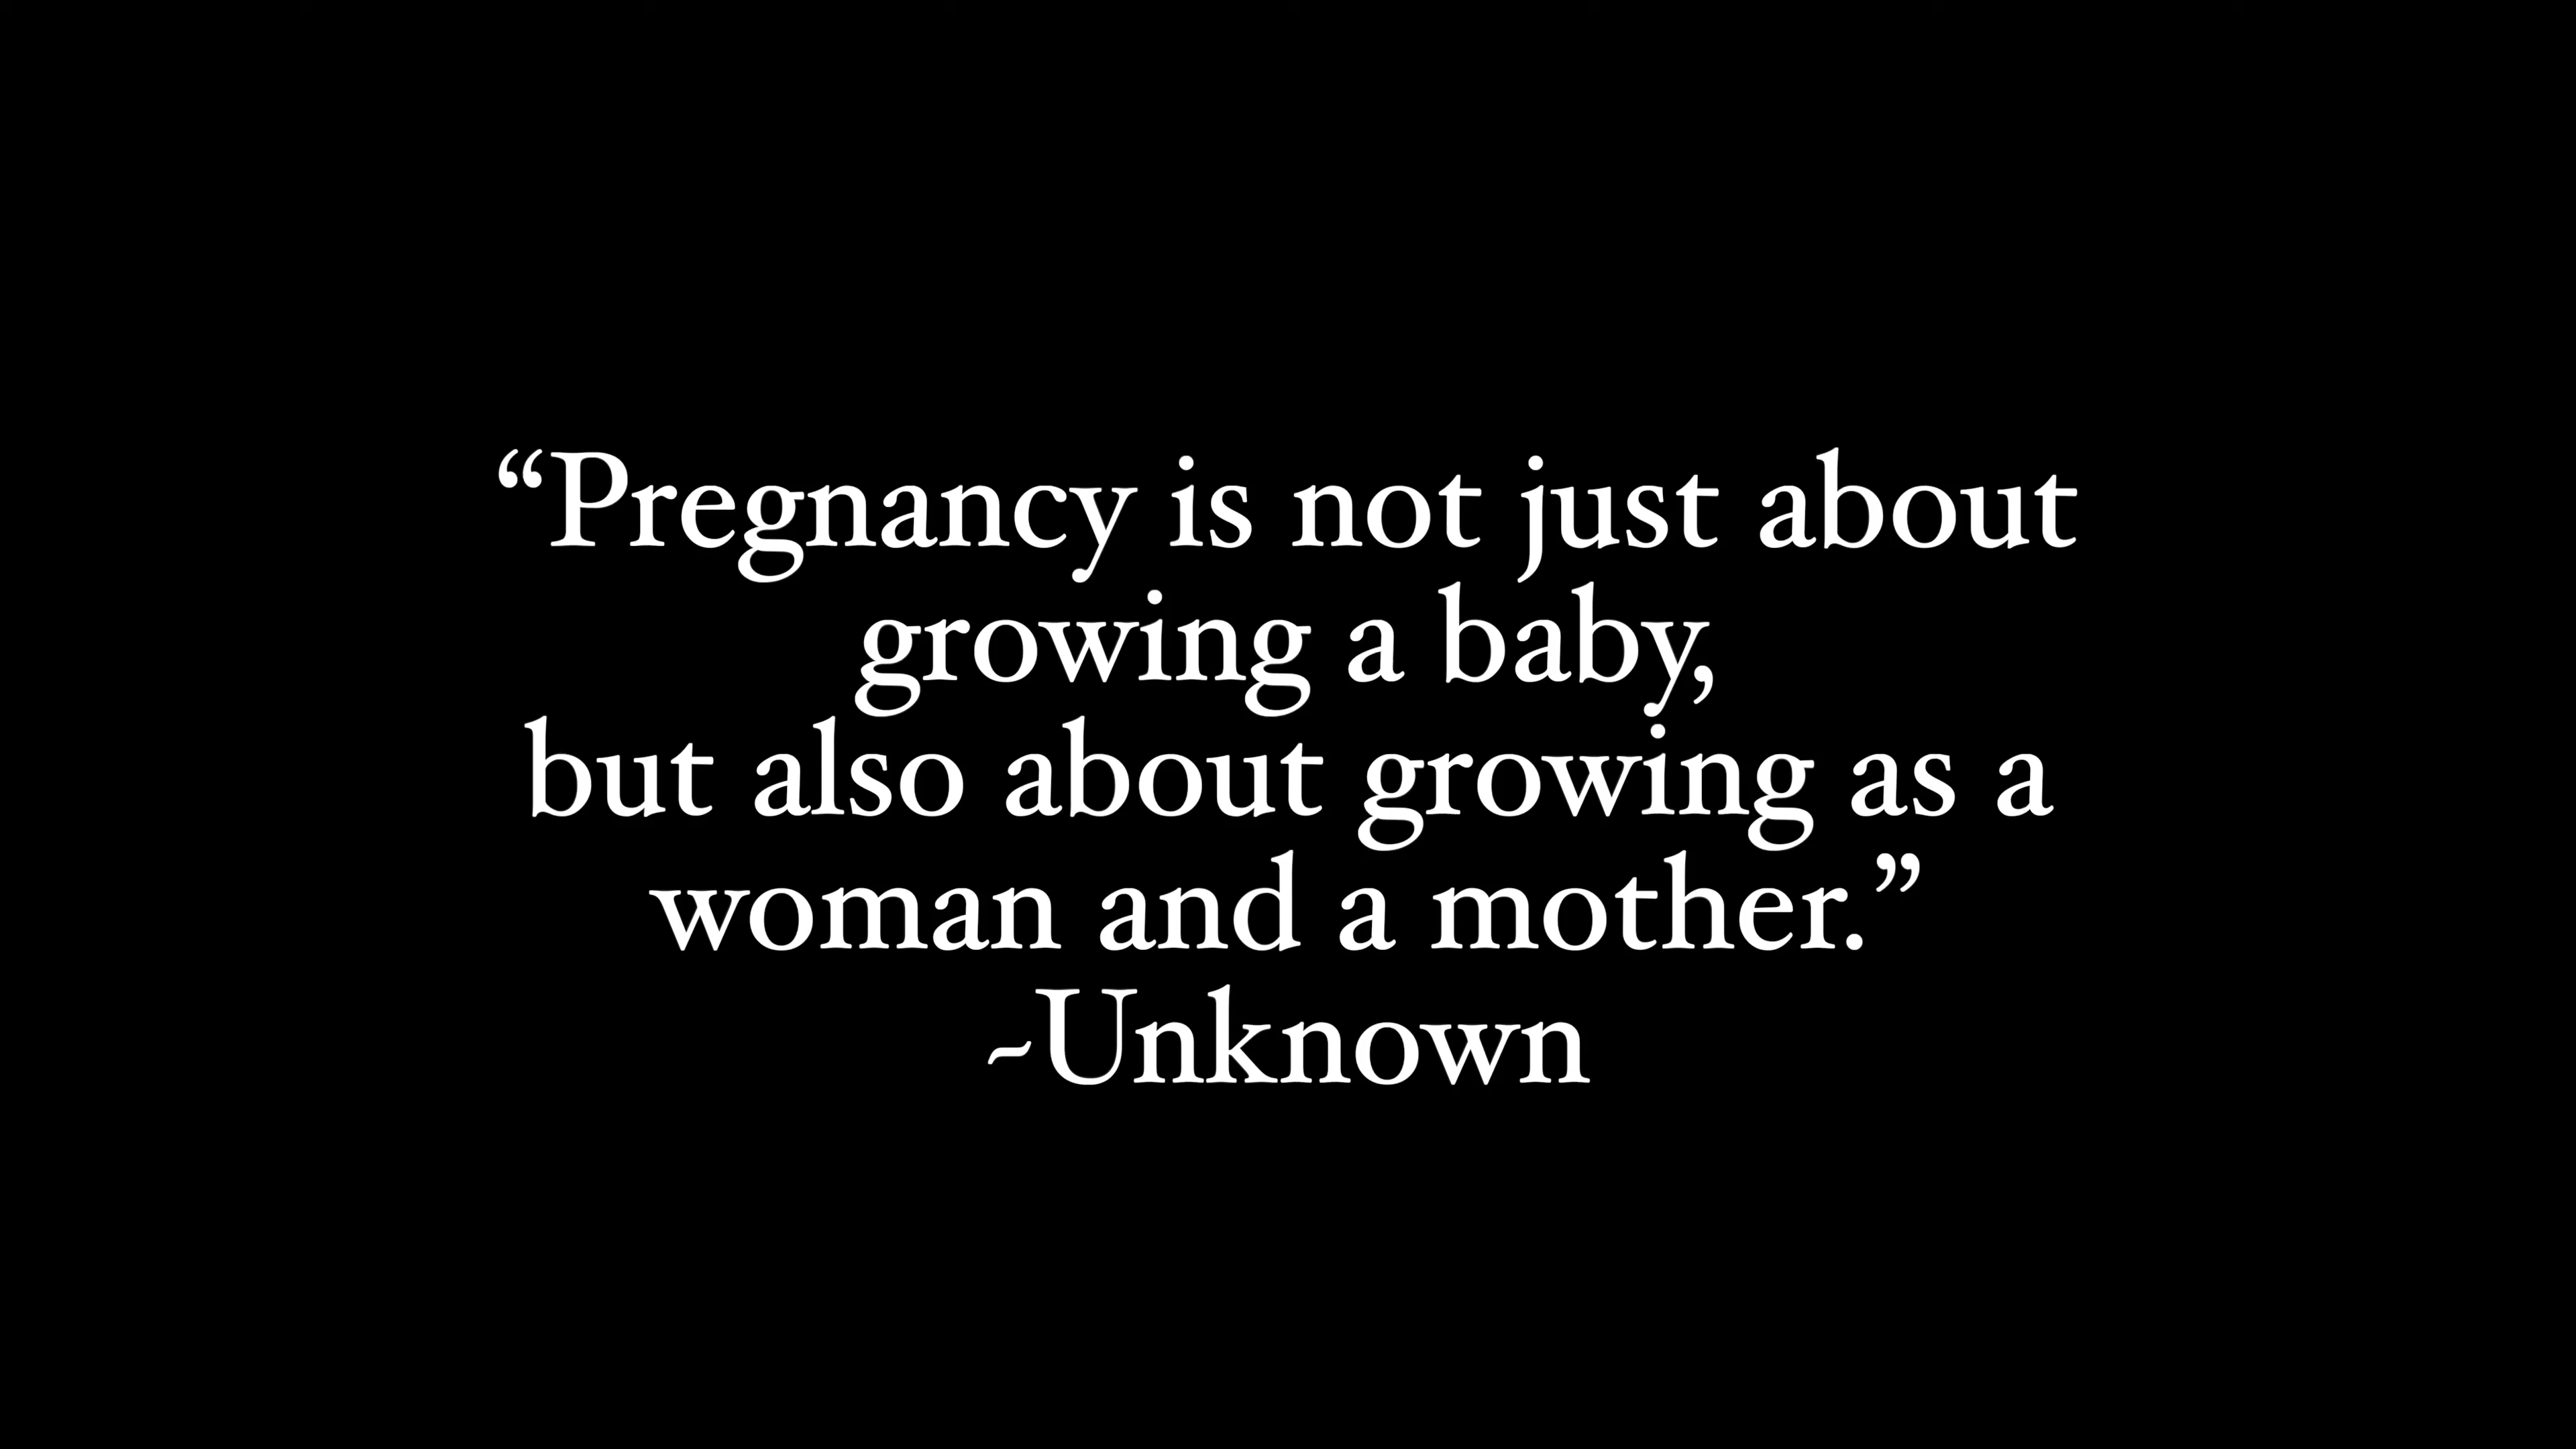 “Pregnancy is not just about
growing a baby,
but also about growing as a
woman and a mother.”
~Unknown